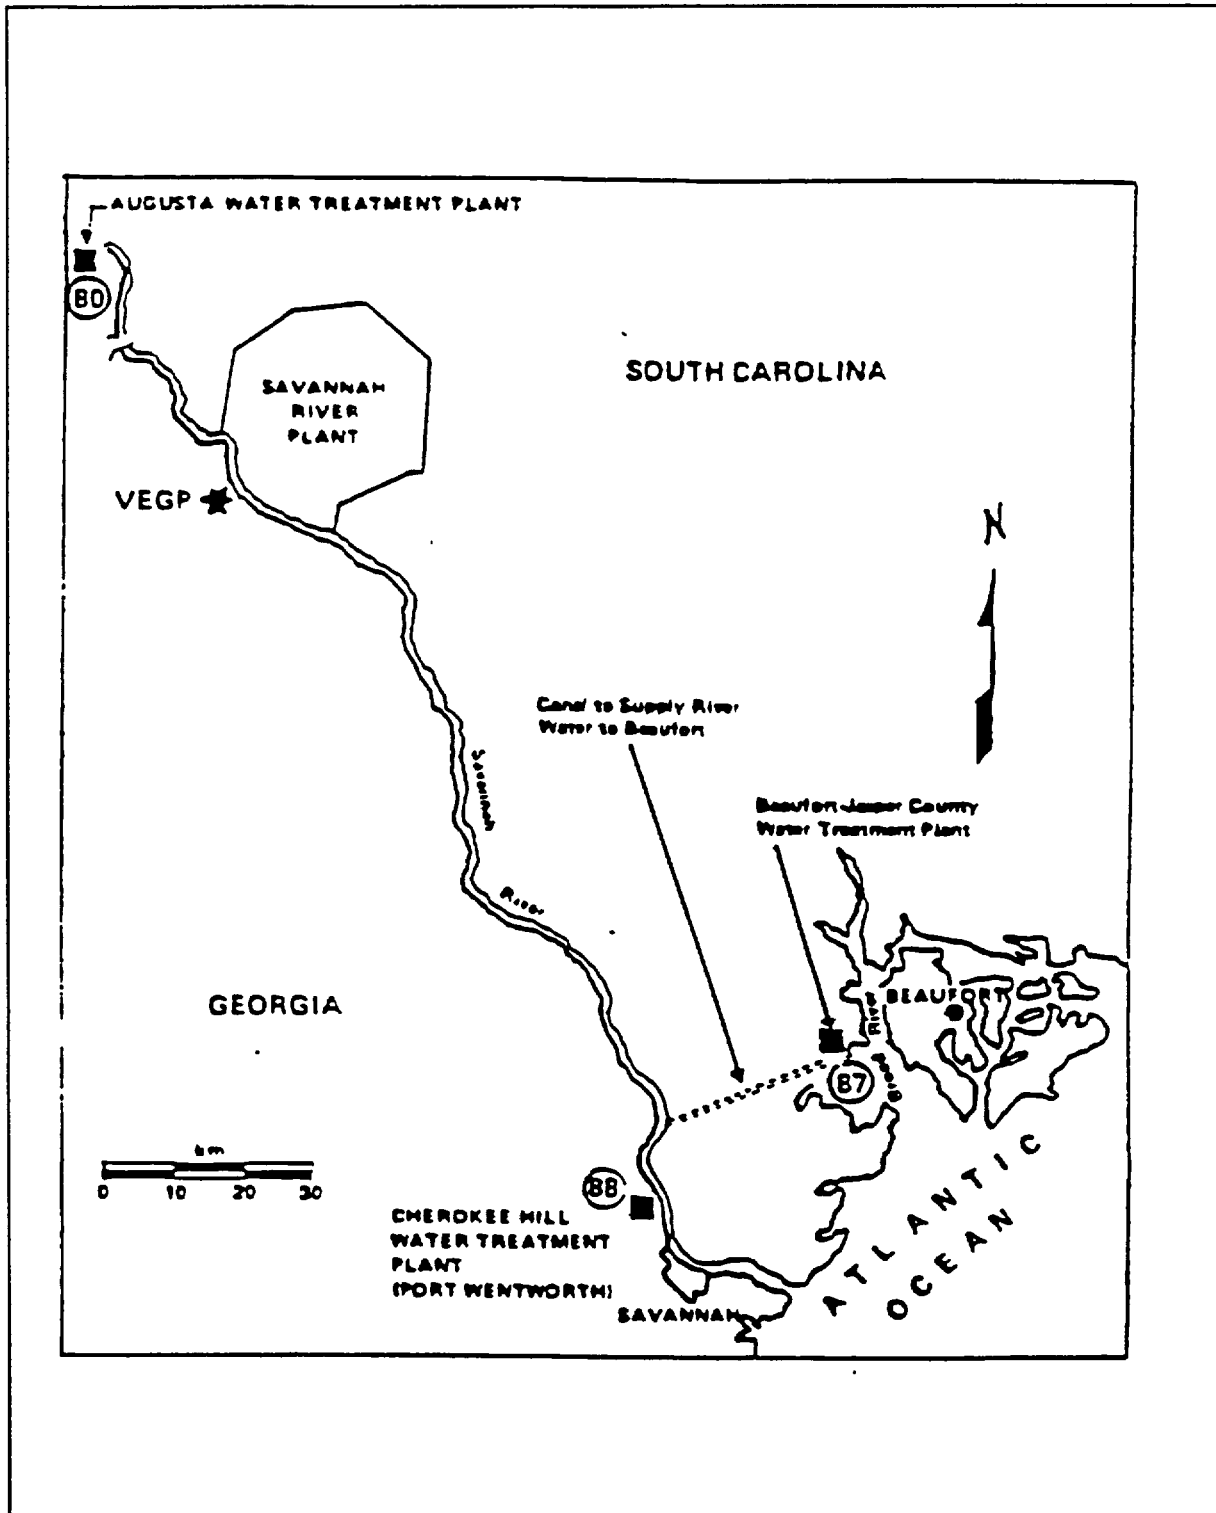 AUGUSTA WATER TREATMENT PLANT
80
SAVANNAH
RIVER
PLANT
SOUTH CAROLINA
VEGP
N
Canal to Supply River
Water to Beaufort
Savannah
River
Beaufort-Jasper County
Water Treatment Plant
GEORGIA
BEAUFORT
River
Broad
87
km
0 10 20 30
88
CHEROKEE HILL
WATER TREATMENT
PLANT
(PORT WENTWORTH)
SAVANNAH
ATLANTIC
OCEAN